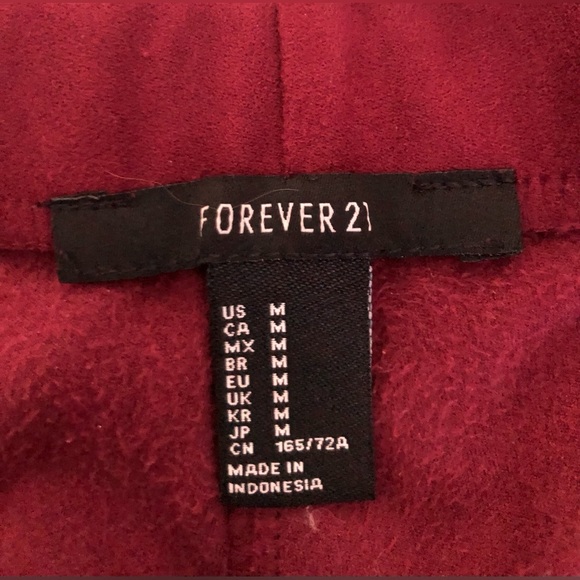 FOREVER 21
US M
CA M
MX M
BR M
EU M
UK M
KR M
JP M
CN 165/72A
MADE IN
INDONESIA